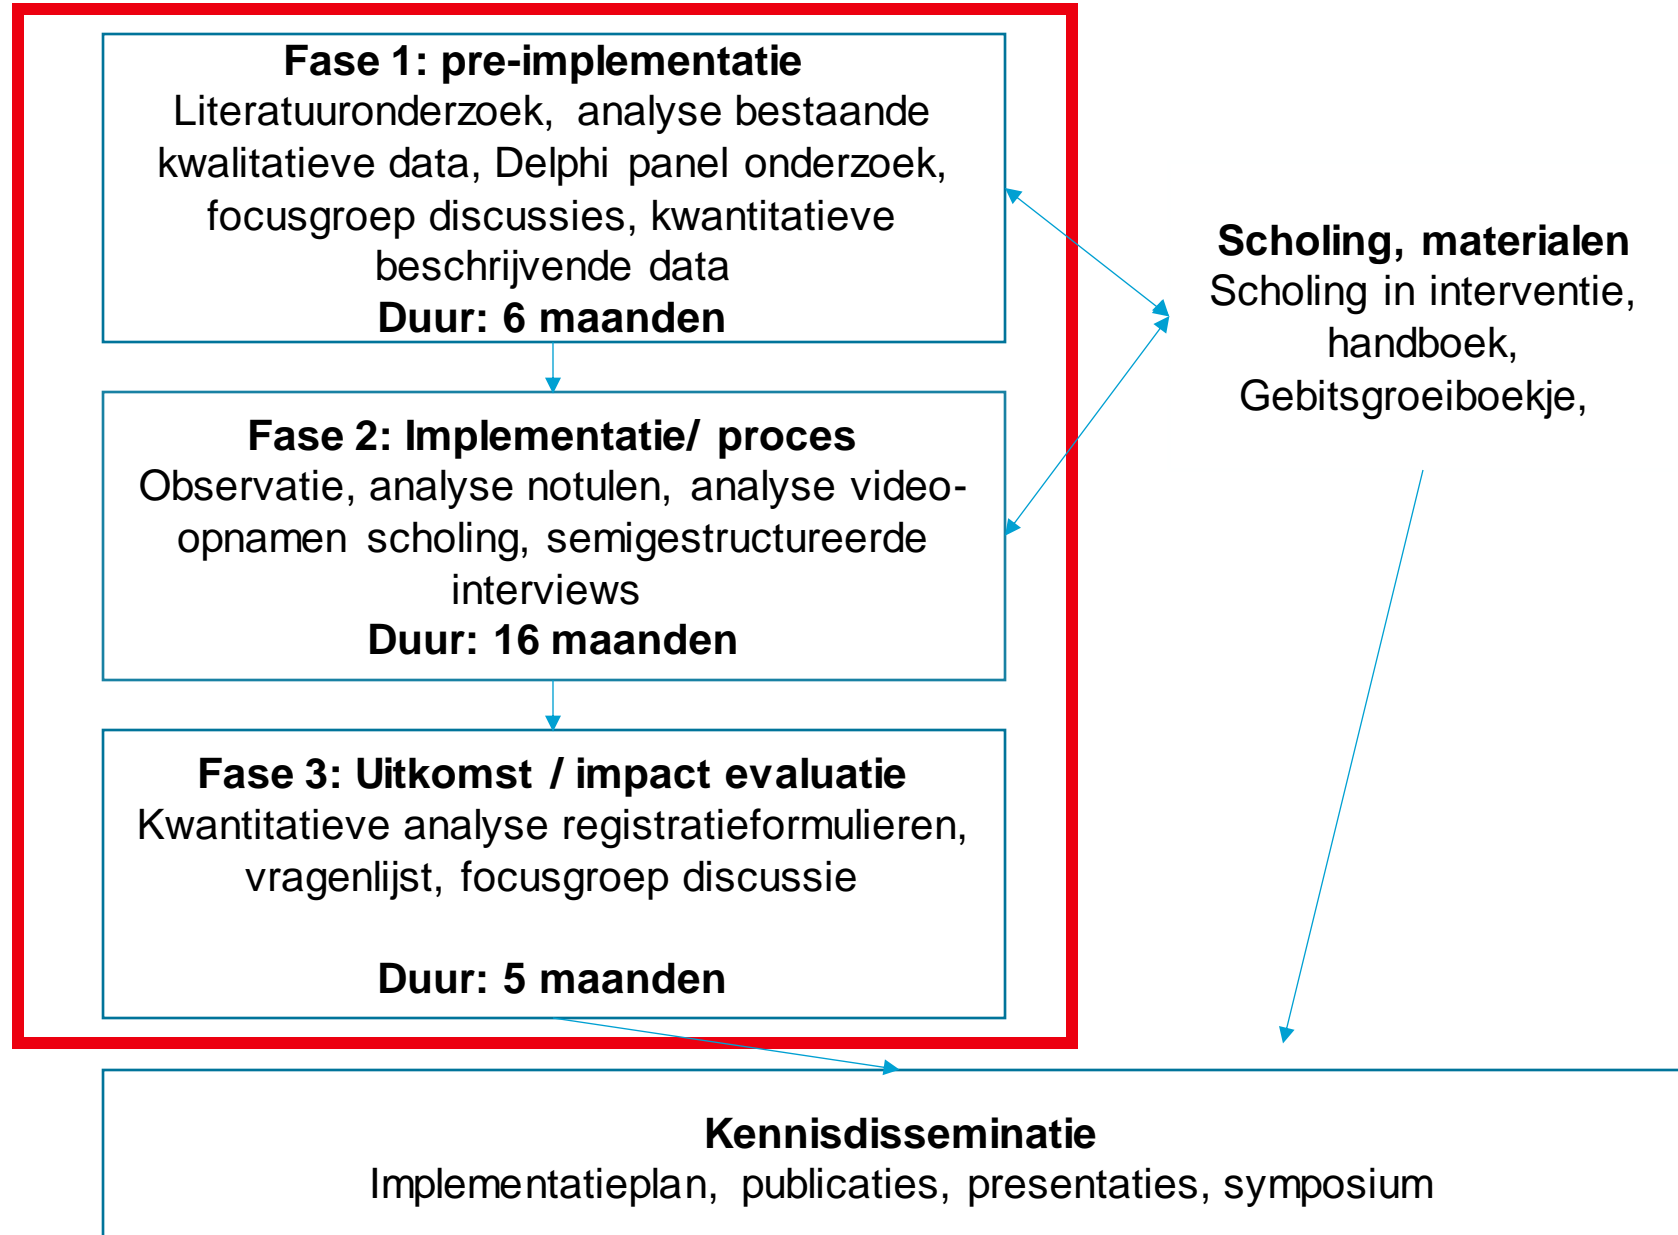 Fase 1: pre-implementatie
Literatuuronderzoek, analyse bestaande
kwalitatieve data, Delphi panel onderzoek,
focusgroep discussies, kwantitatieve
beschrijvende data
Duur: 6 maanden
Scholing, materialen
Scholing in interventie,
handboek,
Gebitsgroeiboekje,
Fase 2: Implementatie/ proces
Observatie, analyse notulen, analyse video-
opnamen scholing, semigestructureerde
interviews
Duur: 16 maanden
Fase 3: Uitkomst / impact evaluatie
Kwantitatieve analyse registratieformulieren,
vragenlijst, focusgroep discussie
Duur: 5 maanden
Kennisdisseminatie
Implementatieplan, publicaties, presentaties, symposium